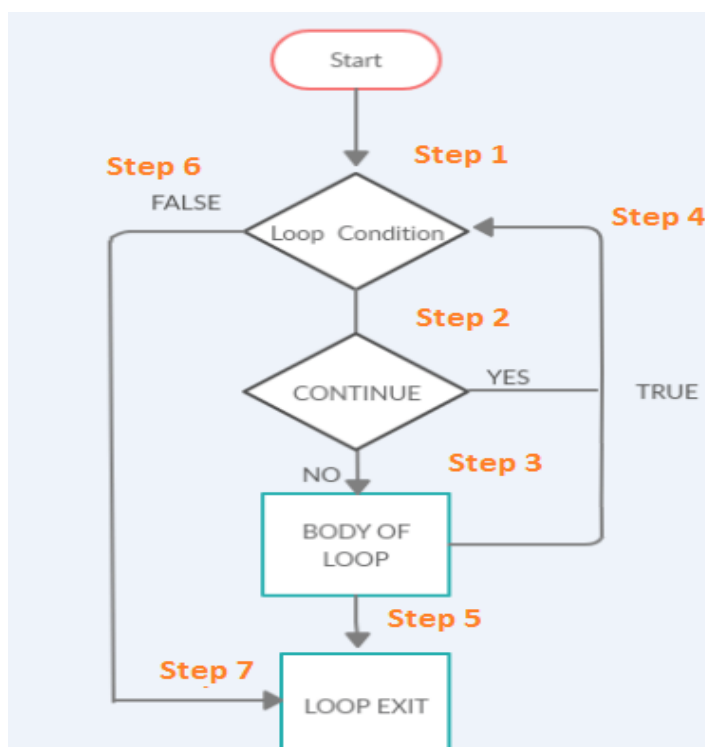 Start
Step 1
Step 6
FALSE
Loop Condition
Step 4
Step 2
CONTINUE
YES
TRUE
Step 3
NO
BODY OF
LOOP
Step 5
Step 7
LOOP EXIT